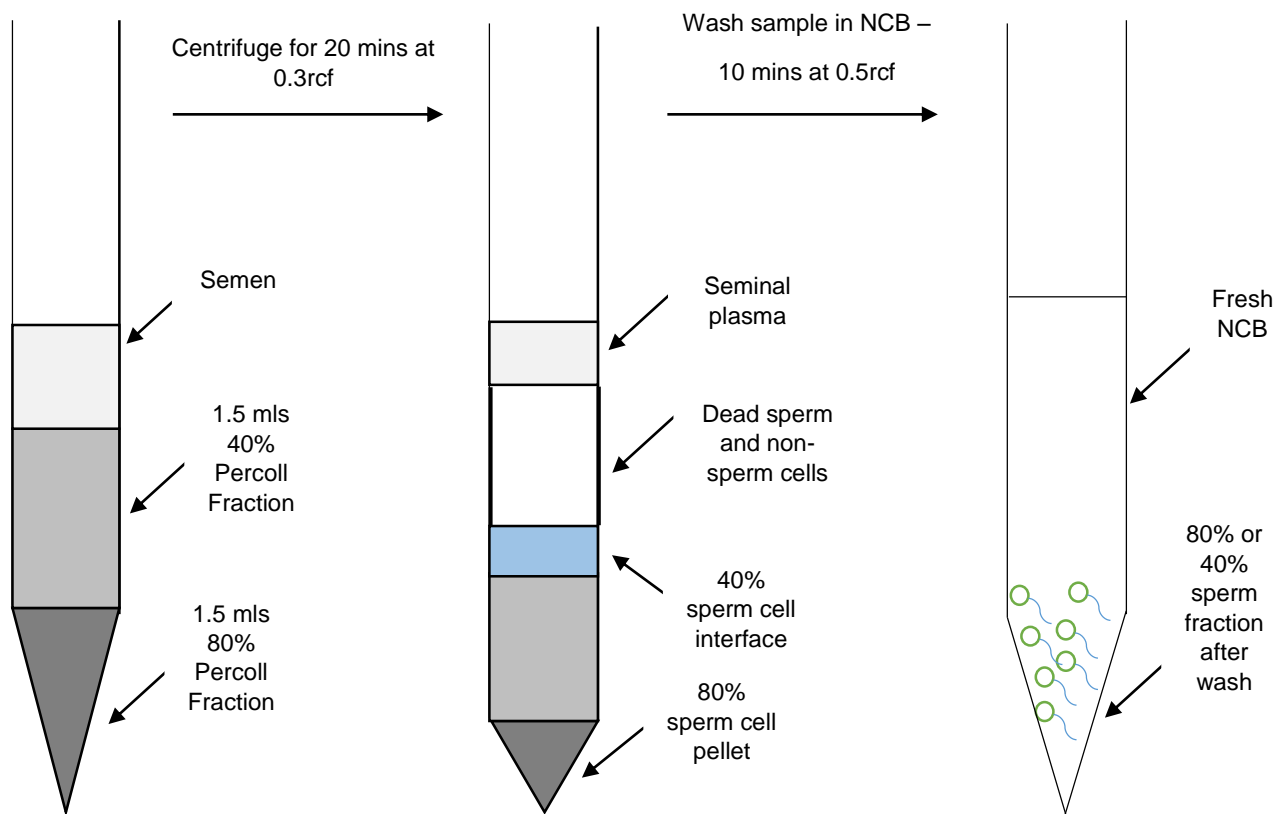 Centrifuge for 20 mins at
0.3rcf
Wash sample in NCB –
10 mins at 0.5rcf
Semen
1.5 mls
40%
Percoll
Fraction
1.5 mls
80%
Percoll
Fraction
Seminal
plasma
Dead sperm
and non-
sperm cells
40%
sperm cell
interface
80%
sperm cell
pellet
Fresh
NCB
80% or
40%
sperm
fraction
after
wash